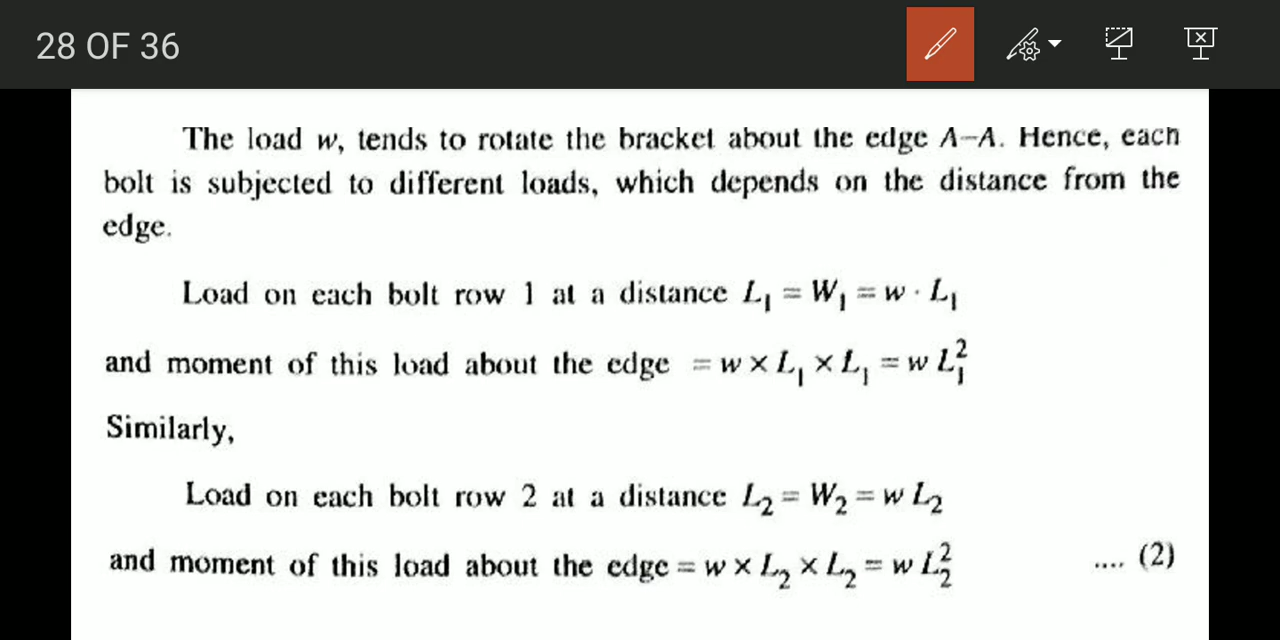 28 OF 36
The load w, tends to rotate the bracket about the edge A–A. Hence, each
bolt is subjected to different loads, which depends on the distance from the
edge.
Load on each bolt row 1 at a distance L₁ = W₁ = w · L₁
and moment of this load about the edge = w × L₁ × L₁ = w L₁²
Similarly,
Load on each bolt row 2 at a distance L₂ = W₂ = w L₂
and moment of this load about the edge = w × L₂ × L₂ = w L₂² .... (2)